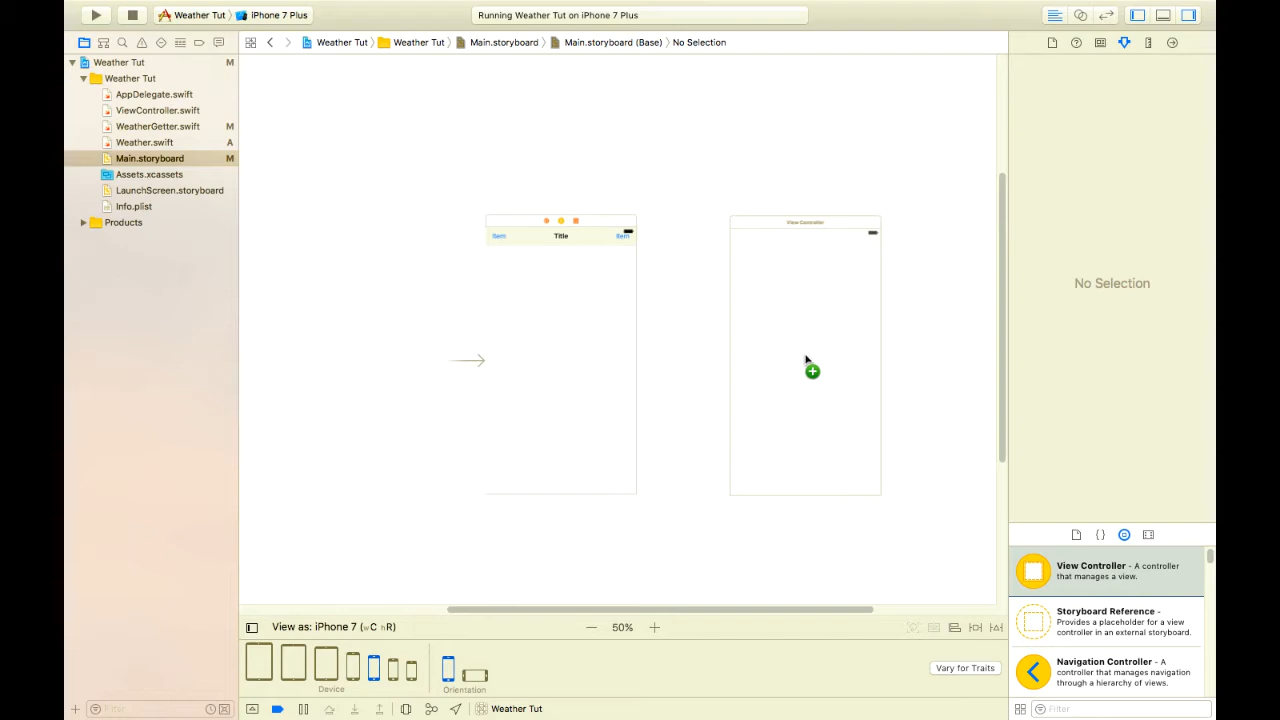 Weather Tut
iPhone 7 Plus
Running Weather Tut on iPhone 7 Plus
Weather Tut
Weather Tut
Main.storyboard
Main.storyboard (Base)
No Selection
Weather Tut M
Weather Tut
AppDelegate.swift
ViewController.swift
WeatherGetter.swift M
Weather.swift A
Main.storyboard M
Assets.xcassets
LaunchScreen.storyboard
Info.plist
Products
Item Title Item
View Controller
No Selection
View Controller - A controller
that manages a view.
Storyboard Reference -
Provides a placeholder for a view
controller in an external storyboard.
Navigation Controller - A
controller that manages navigation
through a hierarchy of views.
View as: iPhone 7 (wC hR)
50%
Device
Orientation
Vary for Traits
Filter
Weather Tut
Filter